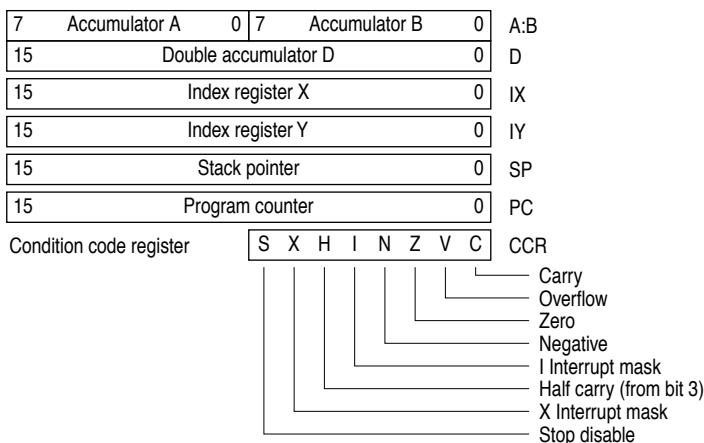 7 Accumulator A 0 7 Accumulator B 0 A:B
15 Double accumulator D 0 D
15 Index register X 0 IX
15 Index register Y 0 IY
15 Stack pointer 0 SP
15 Program counter 0 PC
Condition code register S X H I N Z V C CCR
Carry
Overflow
Zero
Negative
I Interrupt mask
Half carry (from bit 3)
X Interrupt mask
Stop disable